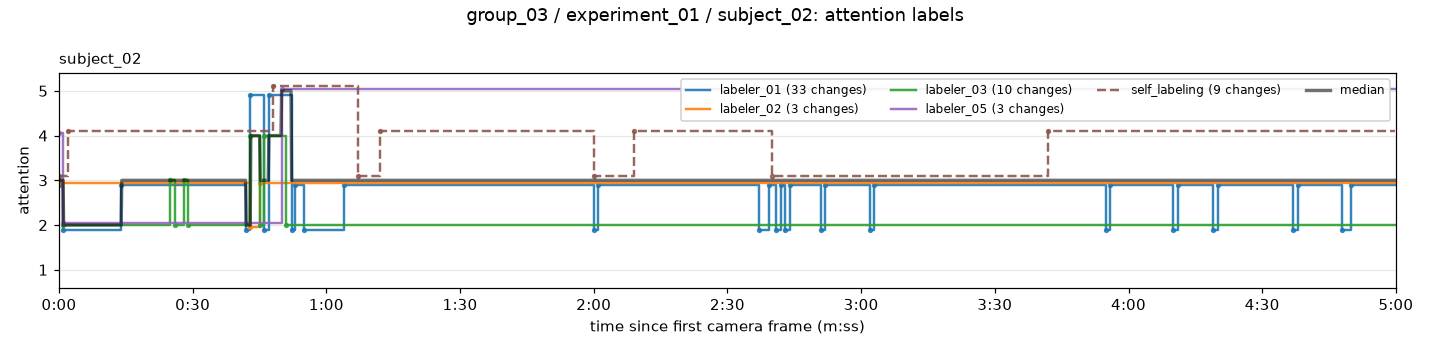 group_03 / experiment_01 / subject_02: attention labels
subject_02
labeler_01 (33 changes)
labeler_02 (3 changes)
labeler_03 (10 changes)
labeler_05 (3 changes)
self_labeling (9 changes)
median
attention
5
4
3
2
1
0:00 0:30 1:00 1:30 2:00 2:30 3:00 3:30 4:00 4:30 5:00
time since first camera frame (m:ss)